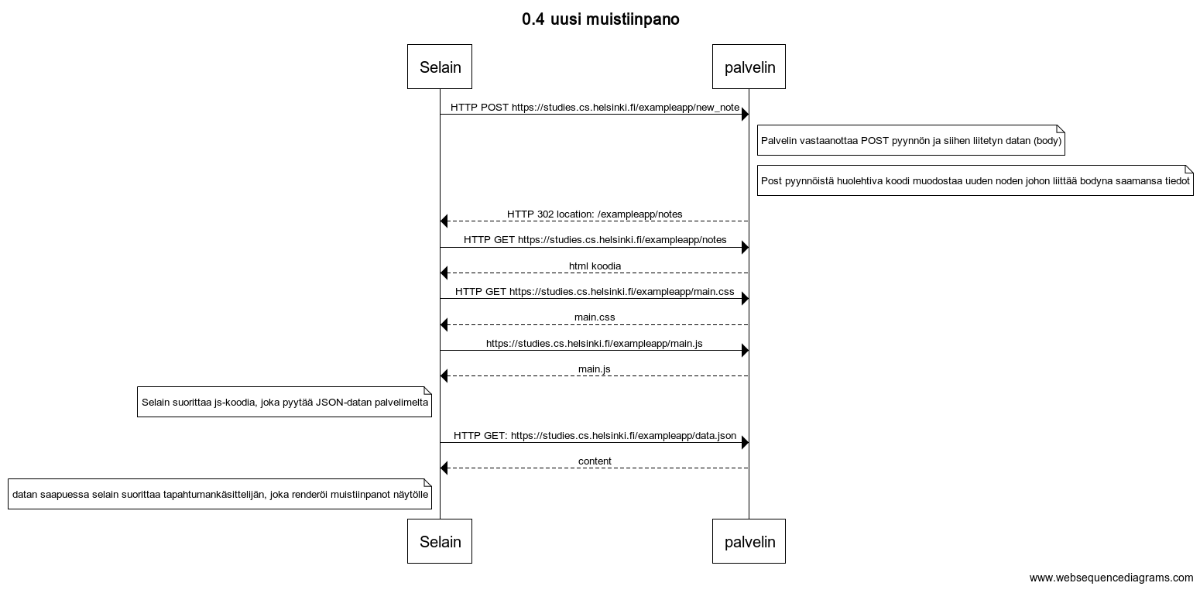 0.4 uusi muistiinpano
Selain
palvelin
HTTP POST https://studies.cs.helsinki.fi/exampleapp/new_note
Palvelin vastaanottaa POST pyynnön ja siihen liitetyn datan (body)
Post pyynnöistä huolehtiva koodi muodostaa uuden noden johon liittää bodyna saamansa tiedot
HTTP 302 location: /exampleapp/notes
HTTP GET https://studies.cs.helsinki.fi/exampleapp/notes
html koodia
HTTP GET https://studies.cs.helsinki.fi/exampleapp/main.css
main.css
https://studies.cs.helsinki.fi/exampleapp/main.js
main.js
Selain suorittaa js-koodia, joka pyytää JSON-datan palvelimelta
HTTP GET: https://studies.cs.helsinki.fi/exampleapp/data.json
content
datan saapuessa selain suorittaa tapahtumankäsittelijän, joka renderöi muistiinpanot näytölle
Selain
palvelin
www.websequencediagrams.com